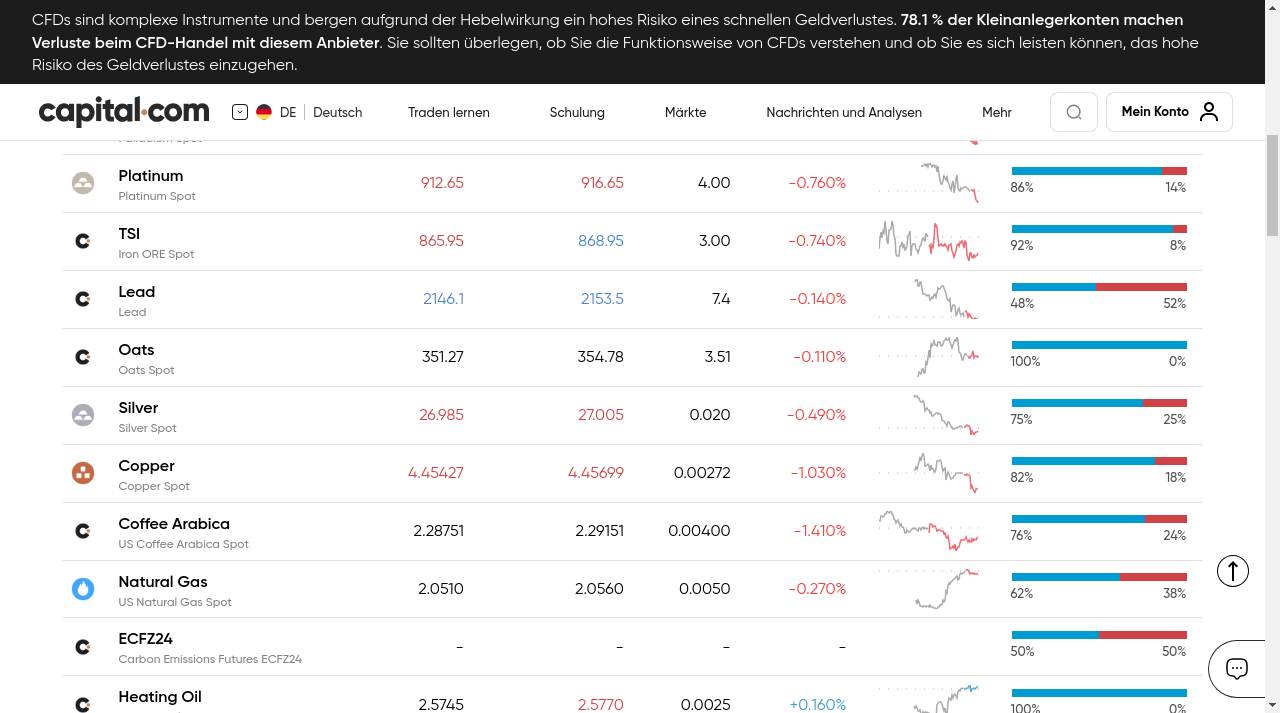 CFDs sind komplexe Instrumente und bergen aufgrund der Hebelwirkung ein hohes Risiko eines schnellen Geldverlustes. 78.1 % der Kleinanlegerkonten machen
Verluste beim CFD-Handel mit diesem Anbieter. Sie sollten überlegen, ob Sie die Funktionsweise von CFDs verstehen und ob Sie es sich leisten können, das hohe
Risiko des Geldverlustes einzugehen.
capital.com DE Deutsch Traden lernen Schulung Märkte Nachrichten und Analysen Mehr Mein Konto
Palladium Spot
Platinum 912.65 916.65 4.00 -0.760% 86% 14%
Platinum Spot
TSI 865.95 868.95 3.00 -0.740% 92% 8%
Iron ORE Spot
Lead 2146.1 2153.5 7.4 -0.140% 48% 52%
Lead
Oats 351.27 354.78 3.51 -0.110% 100% 0%
Oats Spot
Silver 26.985 27.005 0.020 -0.490% 75% 25%
Silver Spot
Copper 4.45427 4.45699 0.00272 -1.030% 82% 18%
Copper Spot
Coffee Arabica 2.28751 2.29151 0.00400 -1.410% 76% 24%
US Coffee Arabica Spot
Natural Gas 2.0510 2.0560 0.0050 -0.270% 62% 38%
US Natural Gas Spot
ECFZ24 - - - - 50% 50%
Carbon Emissions Futures ECFZ24
Heating Oil 2.5745 2.5770 0.0025 +0.160% 100% 0%